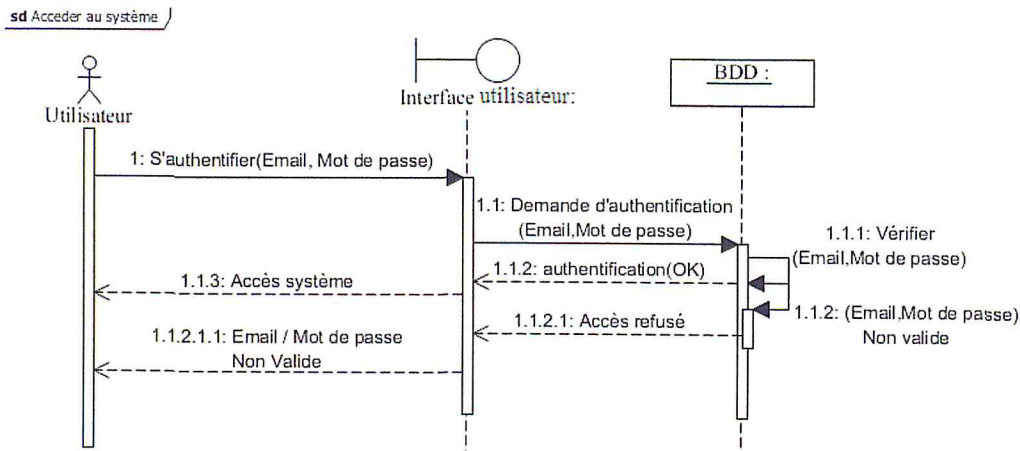 sd Acceder au système
Utilisateur
Interface utilisateur:
BDD :
1: S'authentifier(Email, Mot de passe)
1.1: Demande d'authentification
(Email,Mot de passe)
1.1.1: Vérifier
(Email,Mot de passe)
1.1.2: authentification(OK)
1.1.3: Accès système
1.1.2: (Email,Mot de passe)
Non valide
1.1.2.1: Accès refusé
1.1.2.1.1: Email / Mot de passe
Non Valide